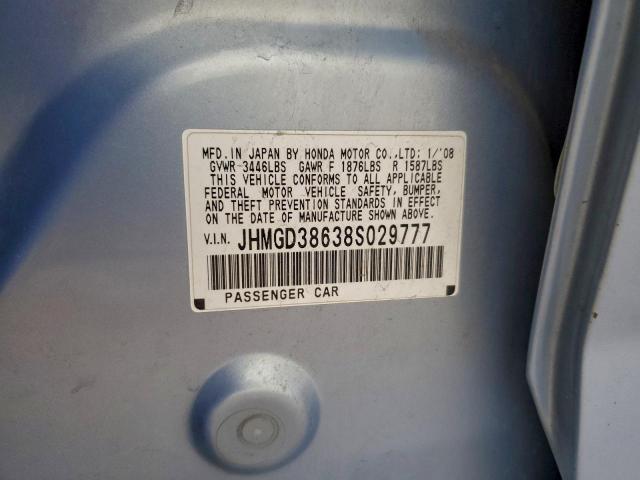 MFD. IN JAPAN BY HONDA MOTOR CO., LTD: 1/'08
GVWR 3446LBS GAWR F 1876LBS R 1587LBS
THIS VEHICLE CONFORMS TO ALL APPLICABLE
FEDERAL MOTOR VEHICLE SAFETY, BUMPER,
AND THEFT PREVENTION STANDARDS IN EFFECT
ON THE DATE OF MANUFACTURE SHOWN ABOVE.
V.I.N. JHMGD38638S029777
PASSENGER CAR